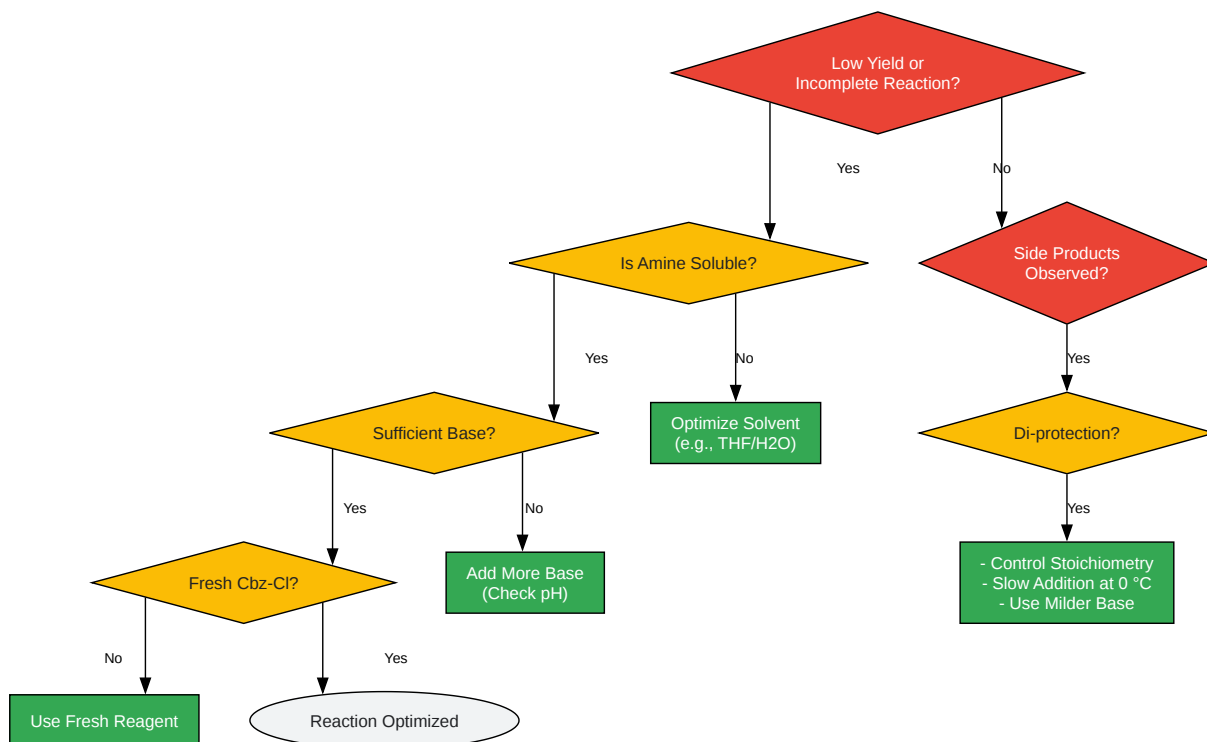 Low Yield or
Incomplete Reaction?
Yes
No
Is Amine Soluble?
Side Products
Observed?
Yes
No
Yes
Sufficient Base?
Optimize Solvent
(e.g., THF/H2O)
Di-protection?
Yes
No
Yes
Fresh Cbz-Cl?
Add More Base
(Check pH)
- Control Stoichiometry
- Slow Addition at 0 °C
- Use Milder Base
No
Yes
Use Fresh Reagent
Reaction Optimized